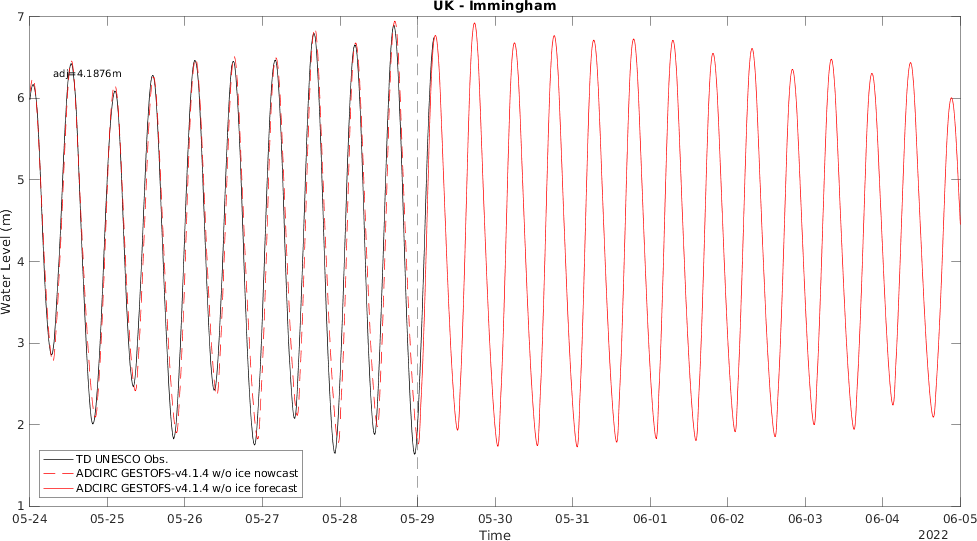 UK - Immingham
7
6
5
4
3
2
1
Water Level (m)
adj=4.1876m
TD UNESCO Obs.
ADCIRC GESTOFS-v4.1.4 w/o ice nowcast
ADCIRC GESTOFS-v4.1.4 w/o ice forecast
05-24 05-25 05-26 05-27 05-28 05-29 05-30 05-31 06-01 06-02 06-03 06-04 06-05
Time
2022